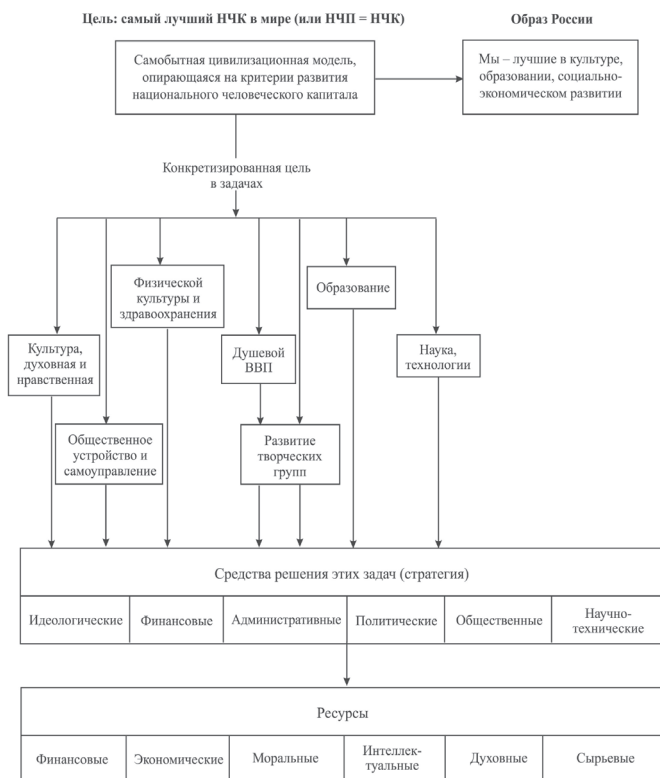 Цель: самый лучший НЧК в мире (или НЧП = НЧК)
Образ России
Самобытная цивилизационная модель,
опирающаяся на критерии развития
национального человеческого капитала
Мы – лучшие в культуре,
образовании, социально-
экономическом развитии
Конкретизированная цель
в задачах
Физической
культуры и
здравоохранения
Образование
Культура,
духовная и
нравственная
Душевой
ВВП
Наука,
технологии
Общественное
устройство и
самоуправление
Развитие
творческих
групп
Средства решения этих задач (стратегия)
Идеологические
Финансовые
Административные
Политические
Общественные
Научно-
технические
Ресурсы
Финансовые
Экономические
Моральные
Интеллек-
туальные
Духовные
Сырьевые